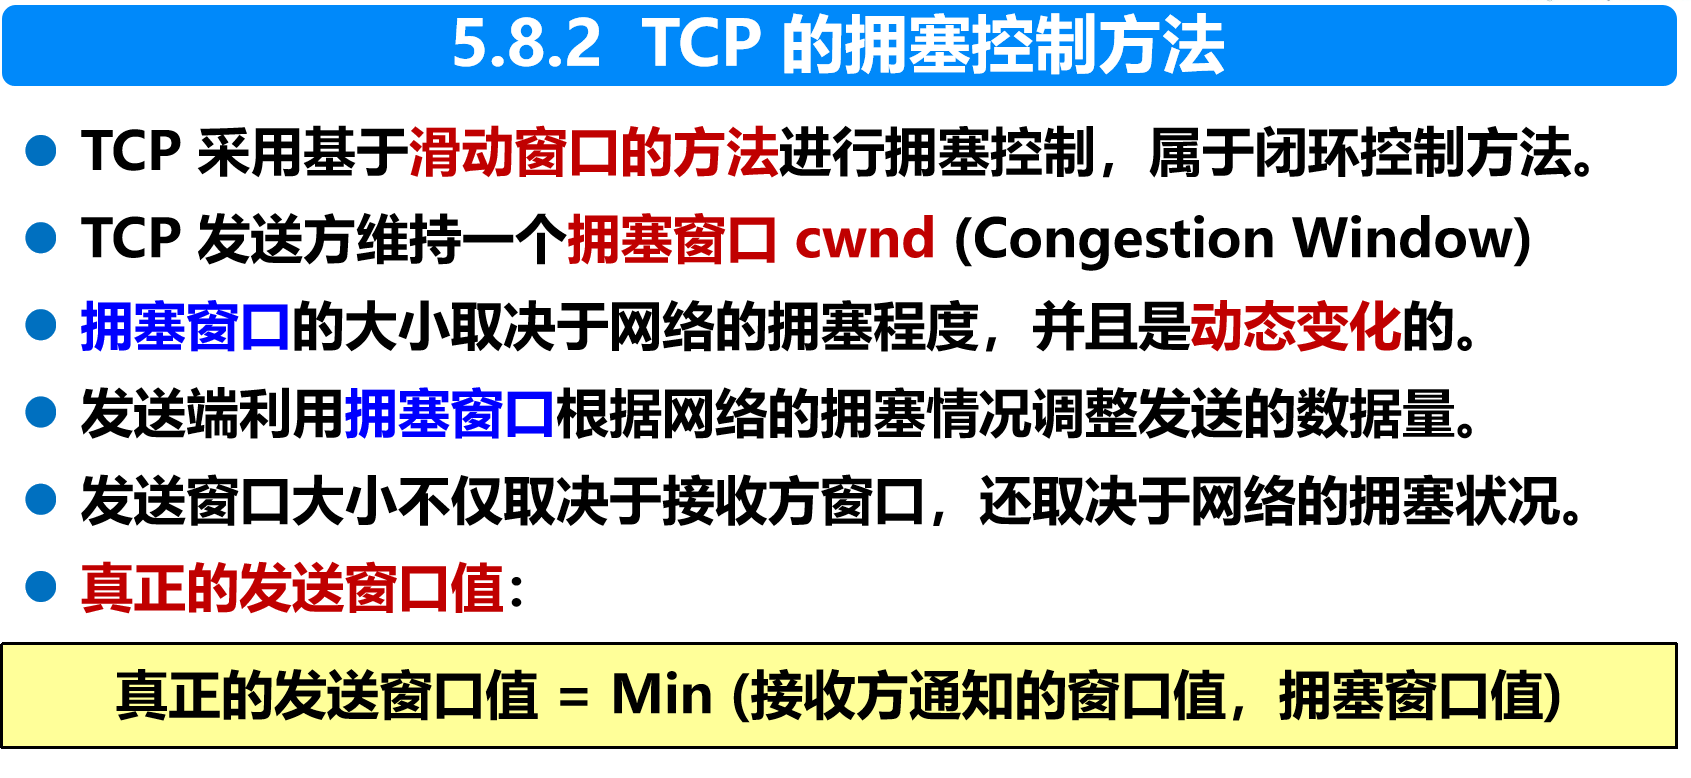 5.8.2 TCP 的拥塞控制方法
TCP 采用基于滑动窗口的方法进行拥塞控制，属于闭环控制方法。
TCP 发送方维持一个拥塞窗口 cwnd (Congestion Window)
拥塞窗口的大小取决于网络的拥塞程度，并且是动态变化的。
发送端利用拥塞窗口根据网络的拥塞情况调整发送的数据量。
发送窗口大小不仅取决于接收方窗口，还取决于网络的拥塞状况。
真正的发送窗口值：
真正的发送窗口值 = Min (接收方通知的窗口值，拥塞窗口值)